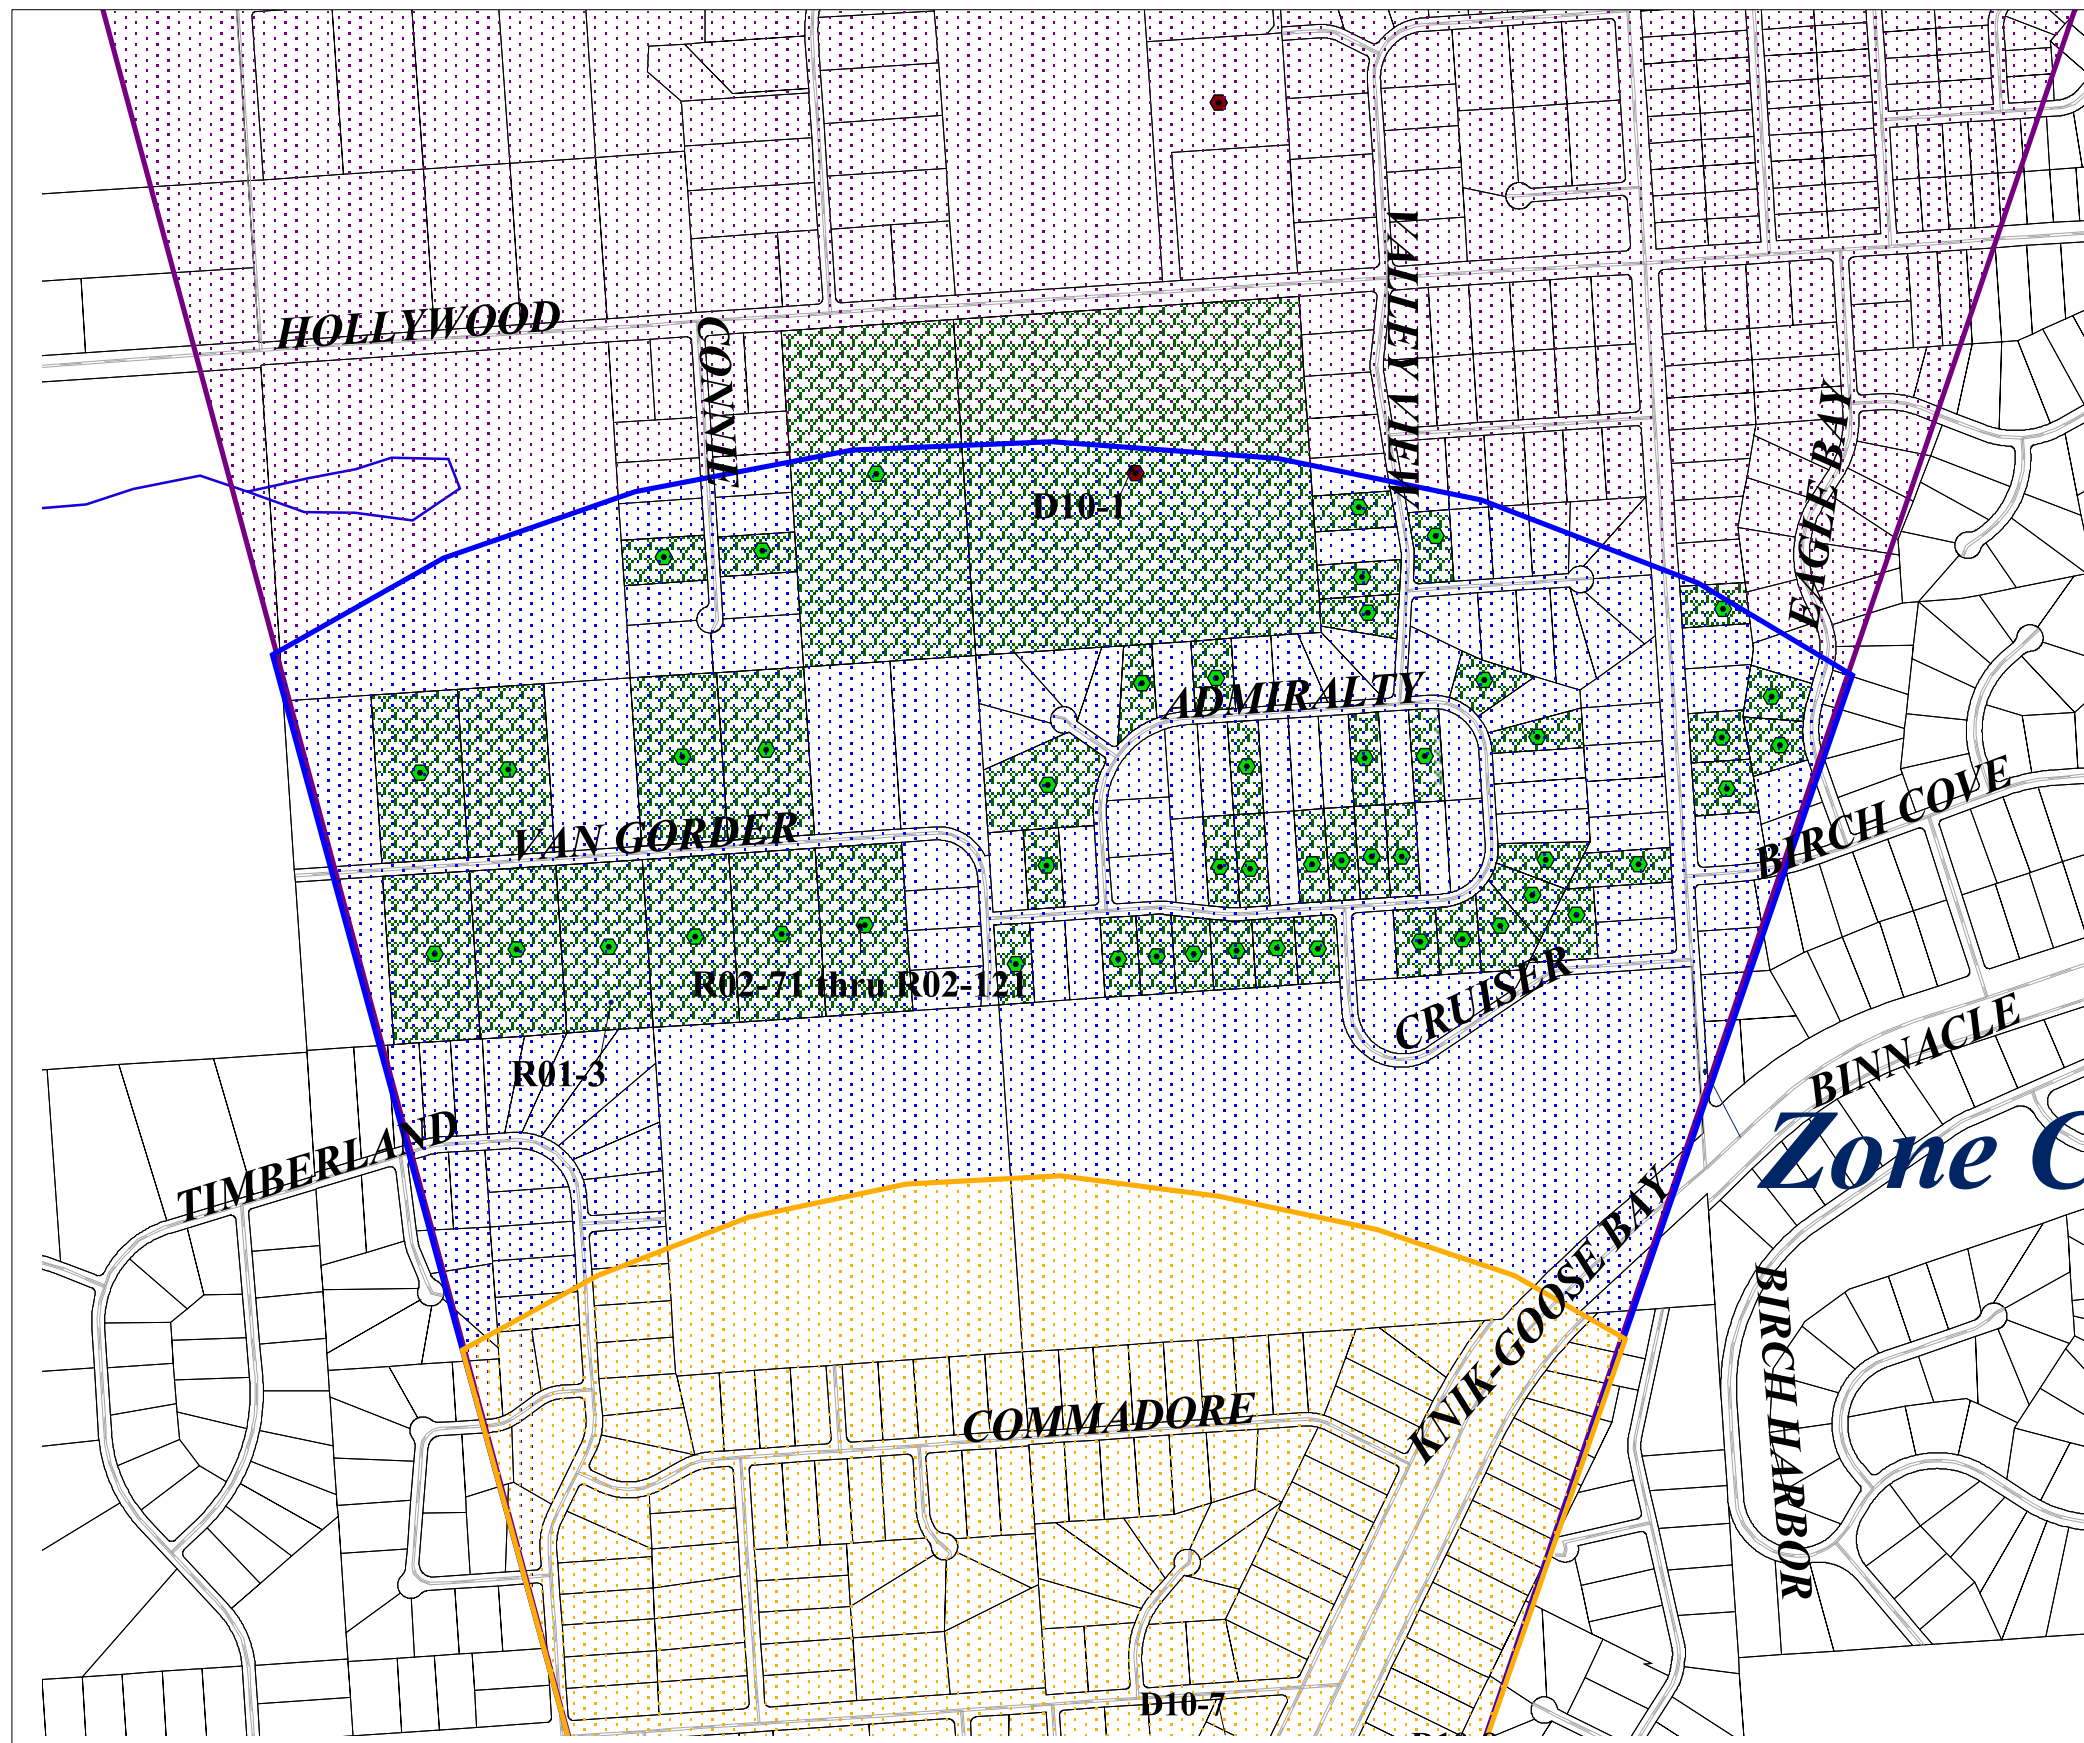 HOLLYWOOD
CONNIE
VALLEY VIEW
EAGLE BAY
D10-1
ADMIRALTY
VAN GORDER
BIRCH COVE
R02-71 thru R02-121
CRUISER
R01-3
BINNACLE
TIMBERLAND
Zone C
KNIK-GOOSE BAY
BIRCH HARBOR
COMMADORE
D10-7